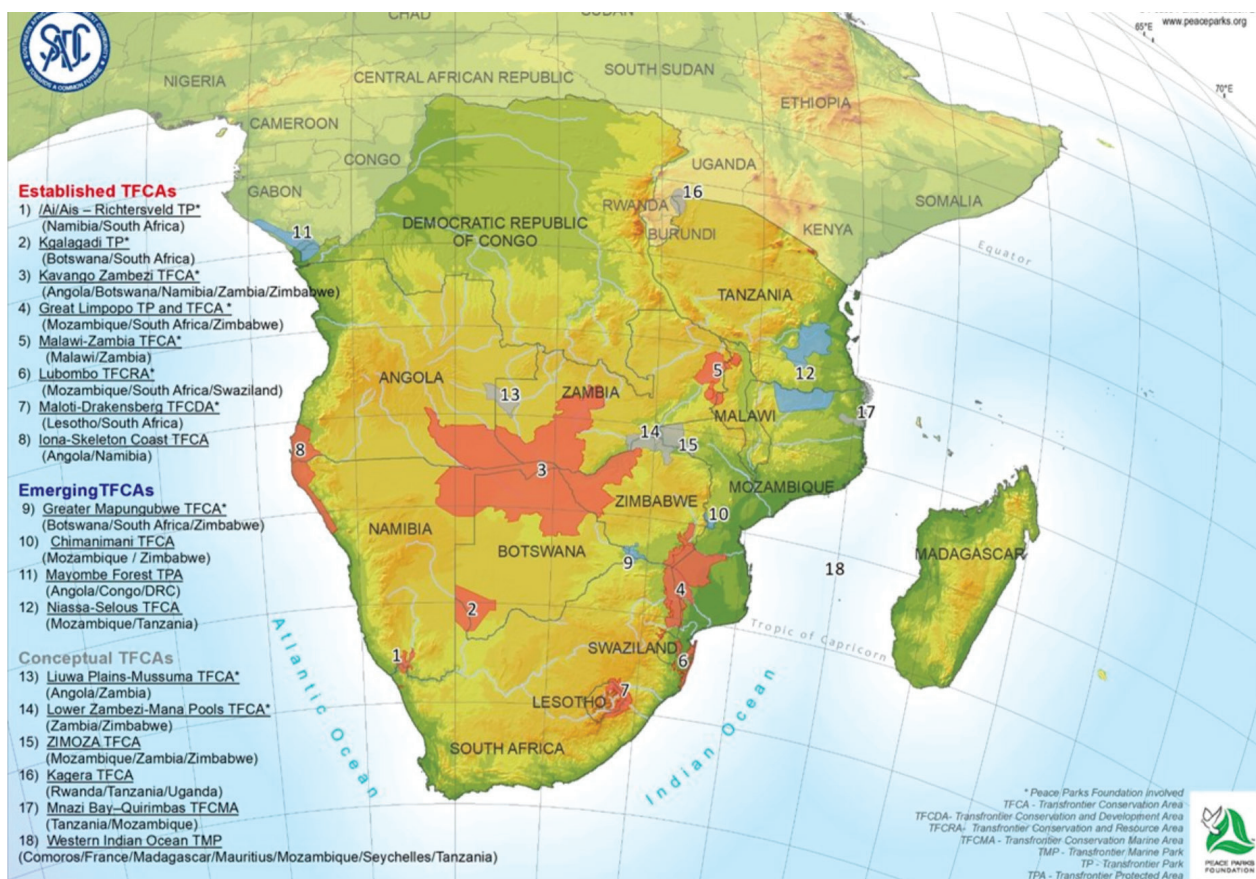 SOUTHERN AFRICAN DEVELOPMENT COMMUNITY
SADC
TOWARDS A COMMON FUTURE
CHAD
SUDAN
www.peaceparks.org
65°E
70°E
NIGERIA
CENTRAL AFRICAN REPUBLIC
SOUTH SUDAN
ETHIOPIA
CAMEROON
CONGO
UGANDA
GABON
RWANDA
16
SOMALIA
BURUNDI
KENYA
DEMOCRATIC REPUBLIC
OF CONGO
11
Equator
TANZANIA
12
ANGOLA
ZAMBIA
5
13
MALAWI
17
14
15
8
3
ZIMBABWE
MOZAMBIQUE
10
NAMIBIA
BOTSWANA
9
MADAGASCAR
18
4
2
Tropic of Capricorn
SWAZILAND
1
6
LESOTHO
7
SOUTH AFRICA
Atlantic Ocean
Indian Ocean
Established TFCAs
1) /Ai/Ais – Richtersveld TP*
(Namibia/South Africa)
2) Kgalagadi TP*
(Botswana/South Africa)
3) Kavango Zambezi TFCA*
(Angola/Botswana/Namibia/Zambia/Zimbabwe)
4) Great Limpopo TP and TFCA *
(Mozambique/South Africa/Zimbabwe)
5) Malawi-Zambia TFCA*
(Malawi/Zambia)
6) Lubombo TFCRA*
(Mozambique/South Africa/Swaziland)
7) Maloti-Drakensberg TFCDA*
(Lesotho/South Africa)
8) Iona-Skeleton Coast TFCA
(Angola/Namibia)
EmergingTFCAs
9) Greater Mapungubwe TFCA*
(Botswana/South Africa/Zimbabwe)
10) Chimanimani TFCA
(Mozambique / Zimbabwe)
11) Mayombe Forest TPA
(Angola/Congo/DRC)
12) Niassa-Selous TFCA
(Mozambique/Tanzania)
Conceptual TFCAs
13) Liuwa Plains-Mussuma TFCA*
(Angola/Zambia)
14) Lower Zambezi-Mana Pools TFCA*
(Zambia/Zimbabwe)
15) ZIMOZA TFCA
(Mozambique/Zambia/Zimbabwe)
16) Kagera TFCA
(Rwanda/Tanzania/Uganda)
17) Mnazi Bay–Quirimbas TFCMA
(Tanzania/Mozambique)
18) Western Indian Ocean TMP
(Comoros/France/Madagascar/Mauritius/Mozambique/Seychelles/Tanzania)
* Peace Parks Foundation involved
TFCA - Transfrontier Conservation Area
TFCDA- Transfrontier Conservation and Development Area
TFCRA- Transfrontier Conservation and Resource Area
TFCMA - Transfrontier Conservation Marine Area
TMP - Transfrontier Marine Park
TP - Transfrontier Park
TPA - Transfrontier Protected Area
PEACE PARKS
FOUNDATION